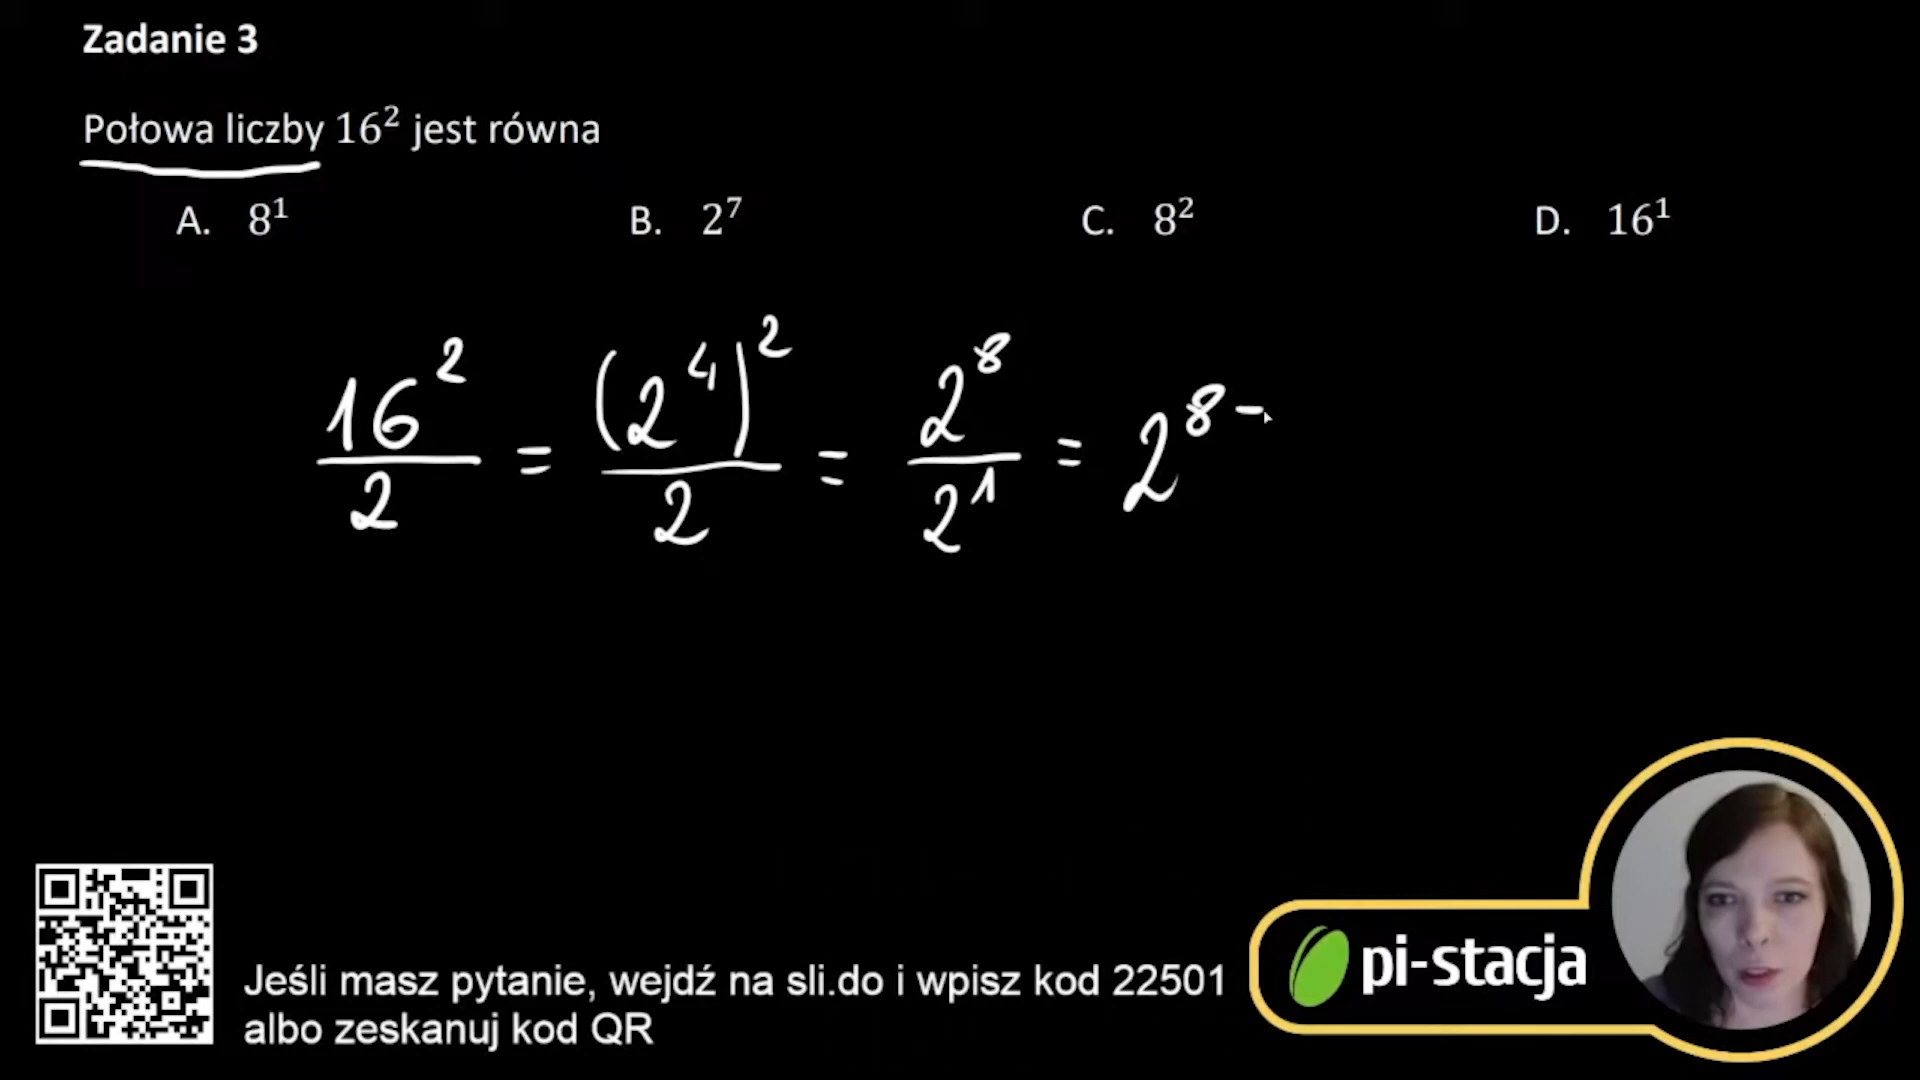 Zadanie 3
Połowa liczby 16² jest równa
A. 8¹ B. 2⁷ C. 8² D. 16¹
16²/2 = (2⁴)²/2 = 2⁸/2¹ = 2⁸⁻
pi-stacja
Jeśli masz pytanie, wejdź na sli.do i wpisz kod 22501
albo zeskanuj kod QR